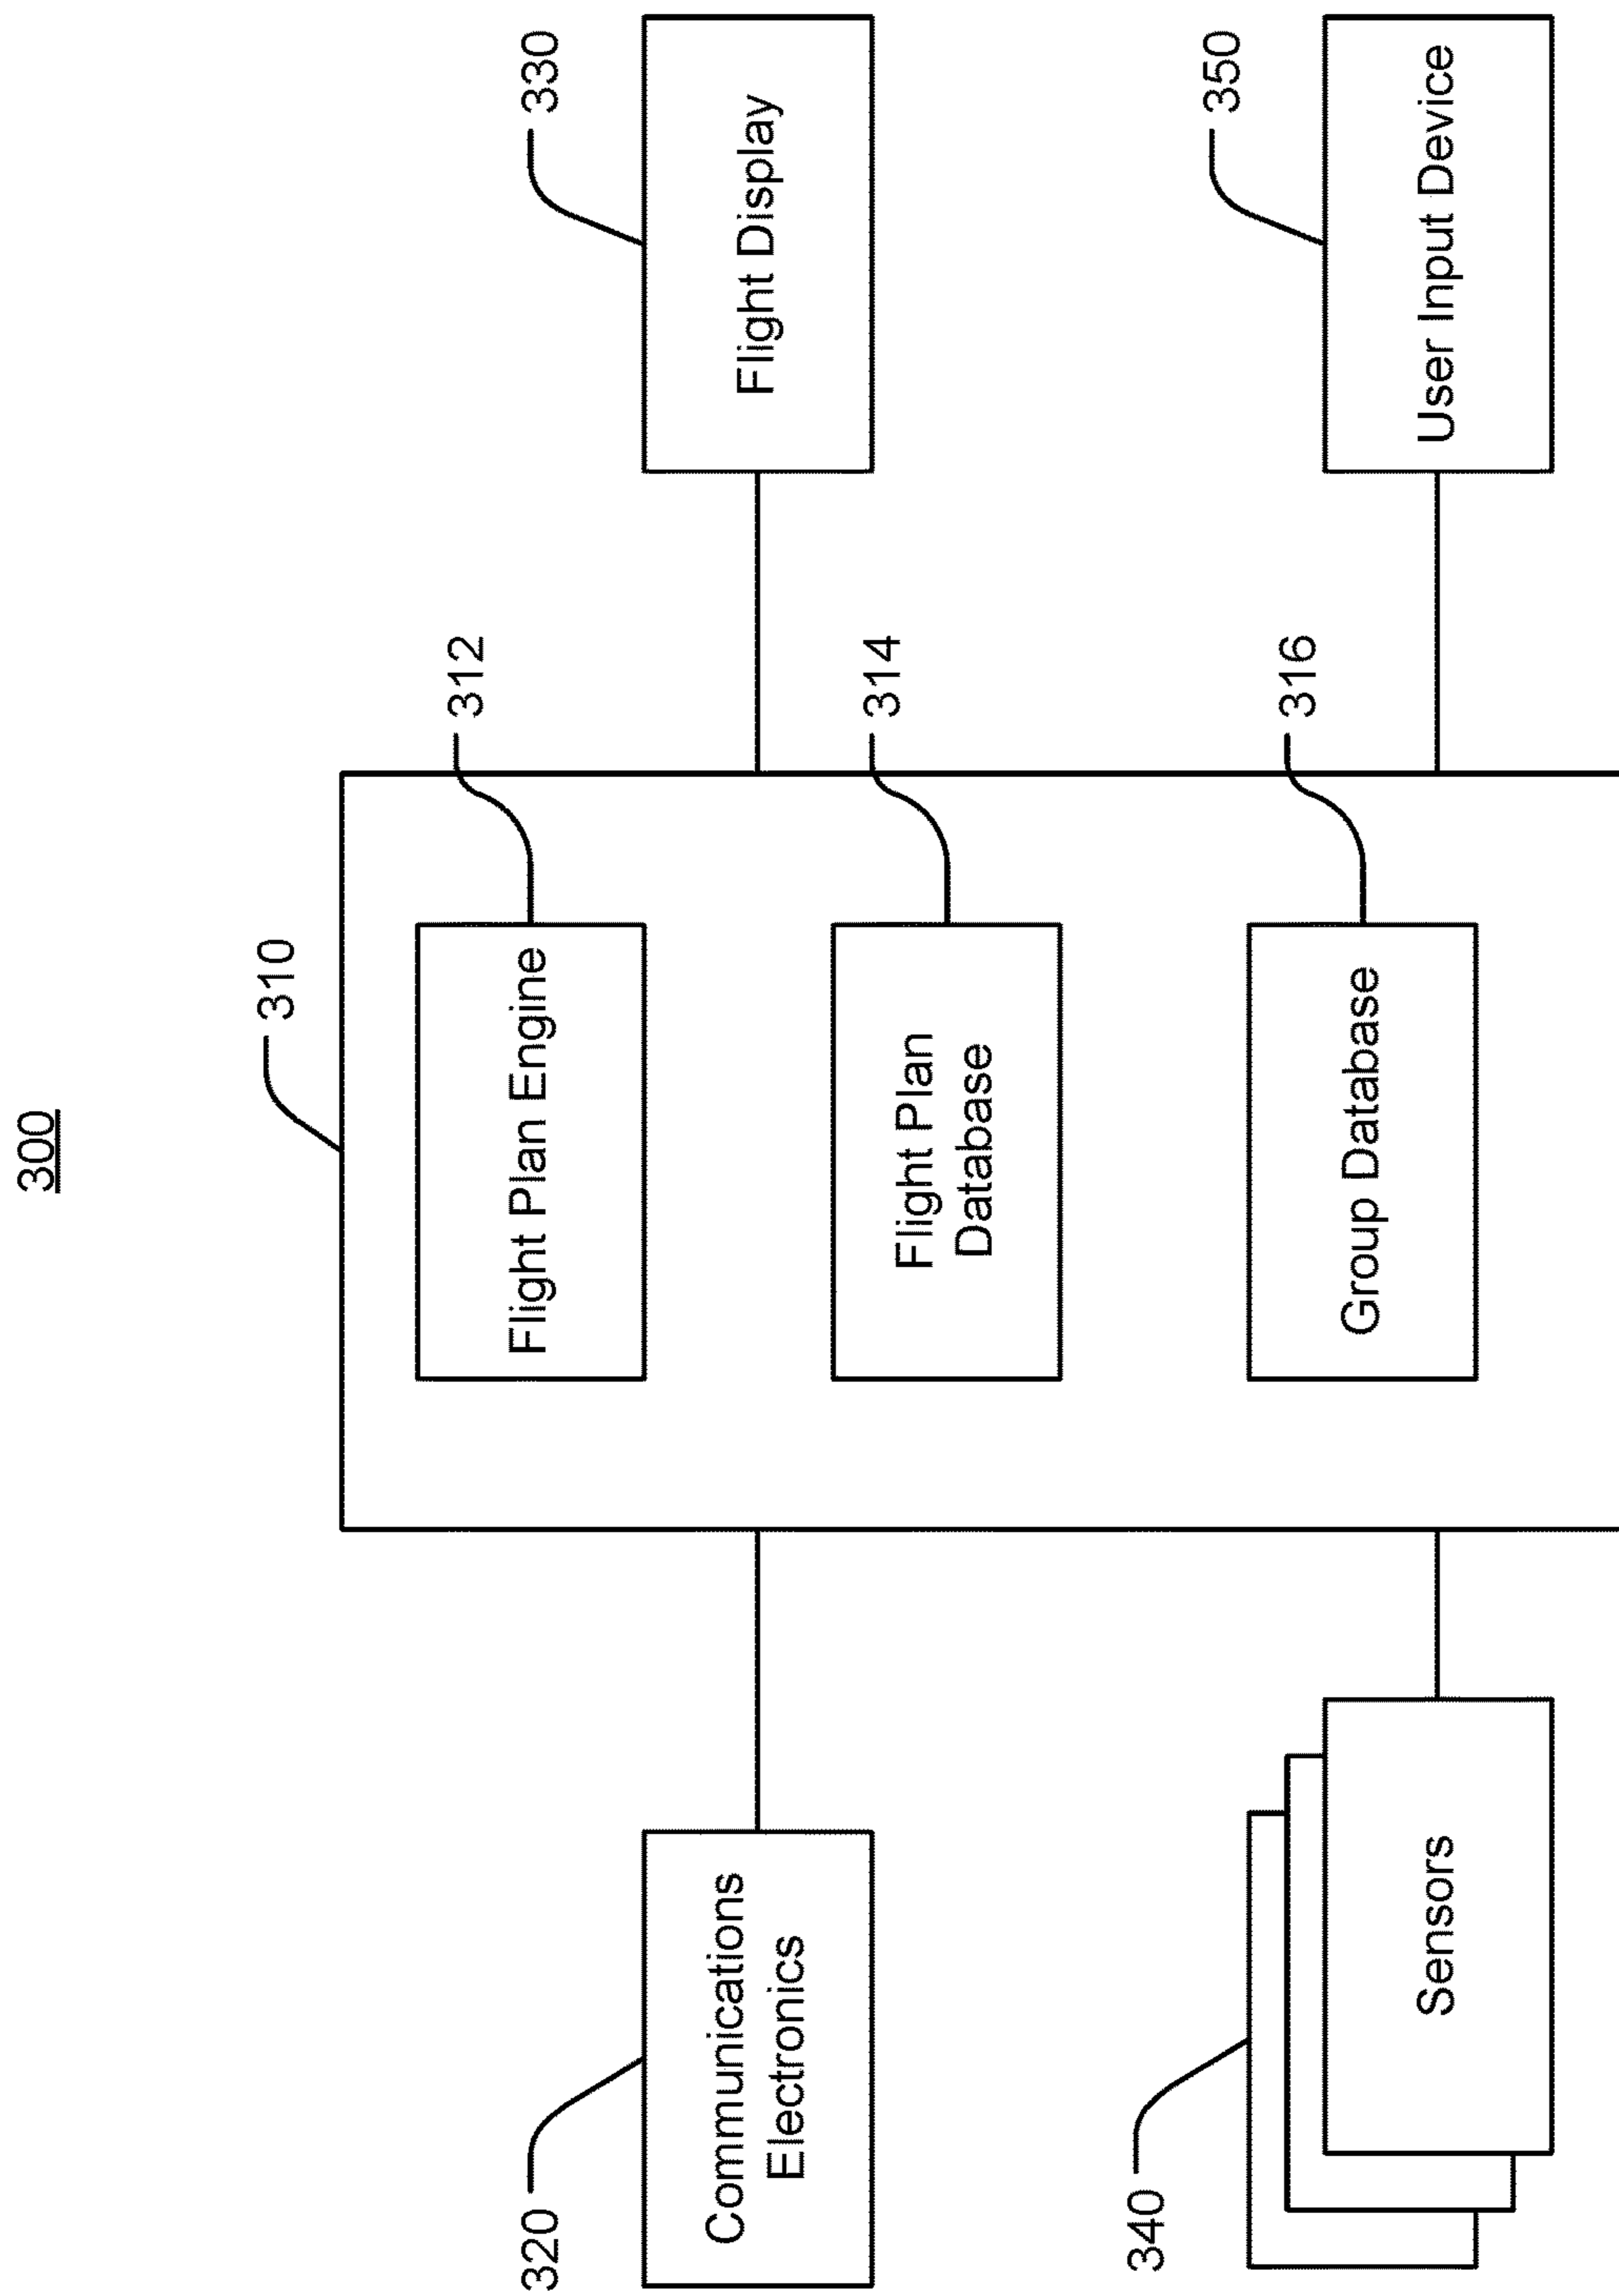 300
310
320
Communications
Electronics
312
Flight Plan Engine
330
Flight Display
314
Flight Plan
Database
340
Sensors
316
Group Database
350
User Input Device